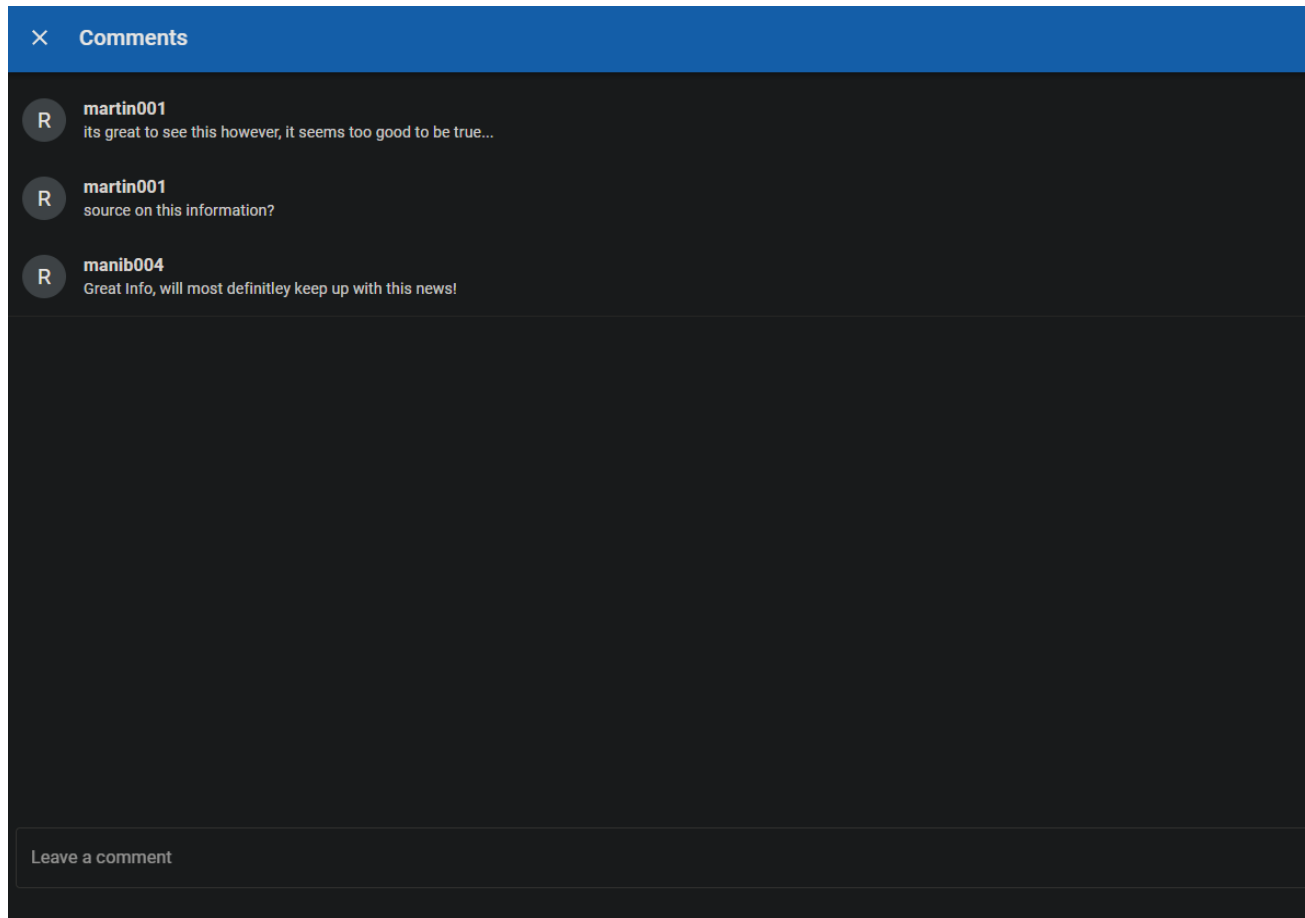 Comments
R
martin001
its great to see this however, it seems too good to be true...
R
martin001
source on this information?
R
manib004
Great Info, will most definitley keep up with this news!
Leave a comment